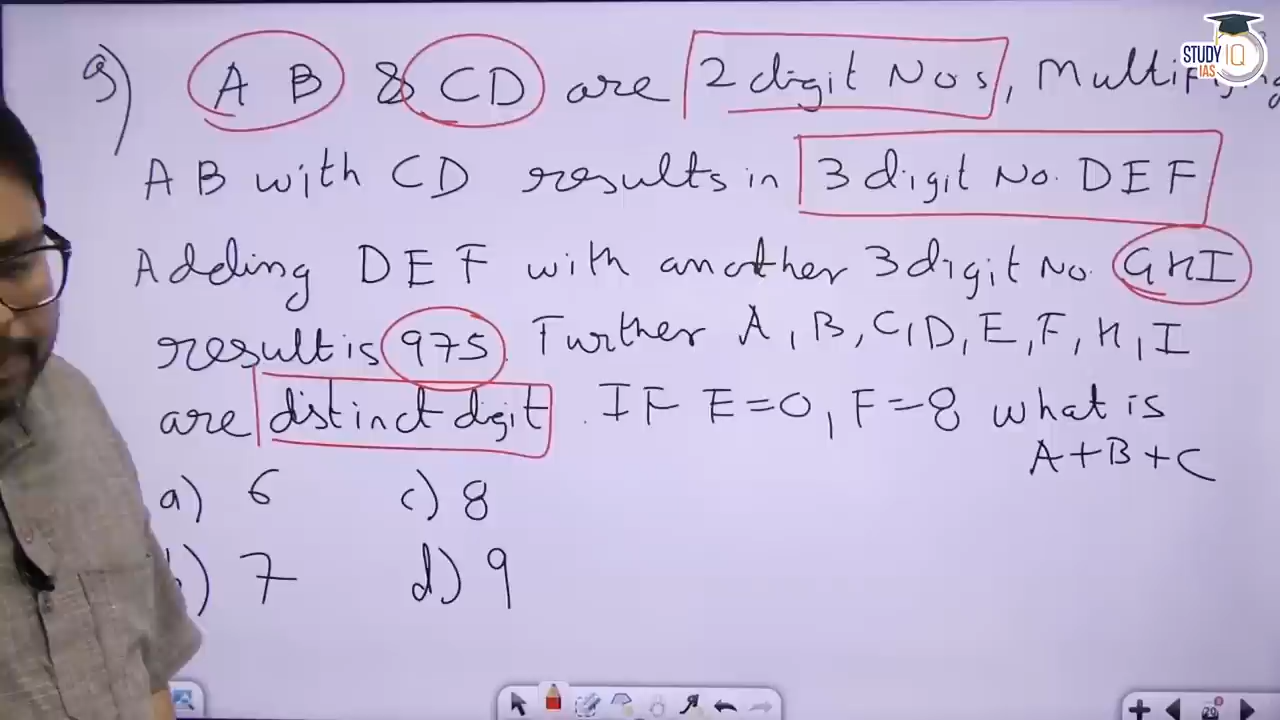 STUDY IQ
IAS
Q) A B & CD are 2 digit Nos, Multiplying
AB with CD results in 3 digit No. DEF
Adding DEF with another 3 digit No. GHI
result is 975. Further A, B, C, D, E, F, H, I
are distinct digit. IF E=0, F=8 what is
A+B+C
a) 6 c) 8
b) 7 d) 9